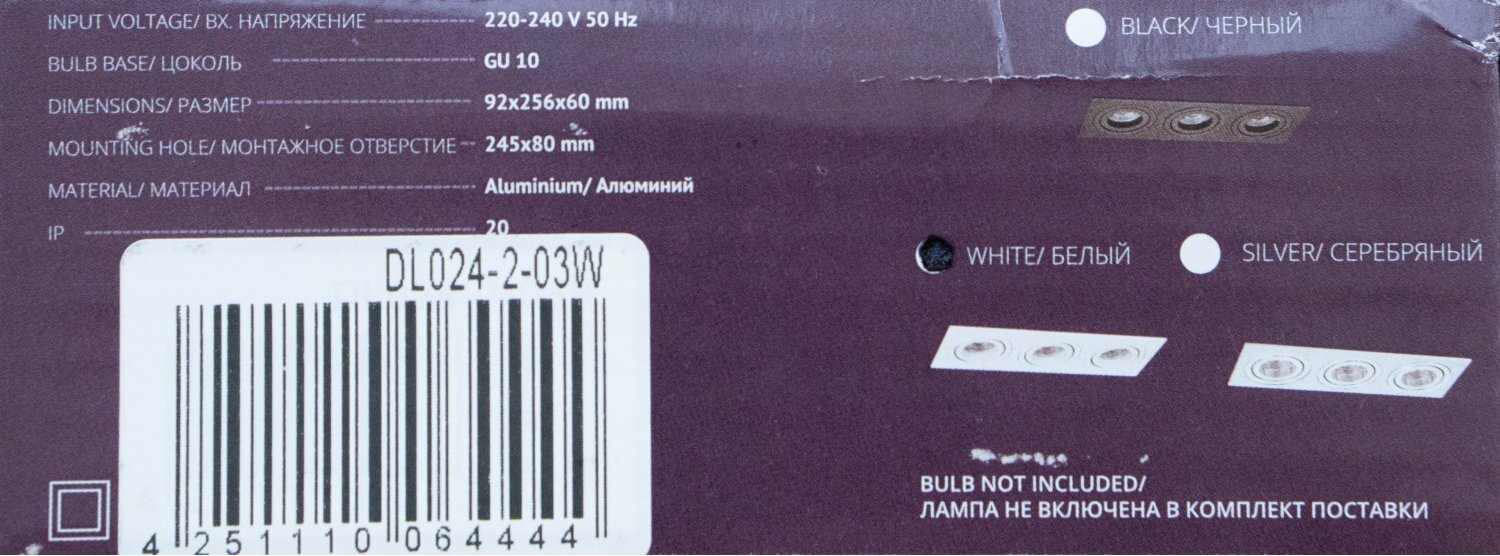 INPUT VOLTAGE/ ВХ. НАПРЯЖЕНИЕ 220-240 V 50 Hz
BULB BASE/ ЦОКОЛЬ GU 10
DIMENSIONS/ РАЗМЕР 92x256x60 mm
MOUNTING HOLE/ МОНТАЖНОЕ ОТВЕРСТИЕ 245x80 mm
MATERIAL/ МАТЕРИАЛ Aluminium/ Алюминий
IP 20
DL024-2-03W
4 251110 064444
BLACK/ ЧЕРНЫЙ
WHITE/ БЕЛЫЙ
SILVER/ СЕРЕБРЯНЫЙ
BULB NOT INCLUDED/
ЛАМПА НЕ ВКЛЮЧЕНА В КОМПЛЕКТ ПОСТАВКИ